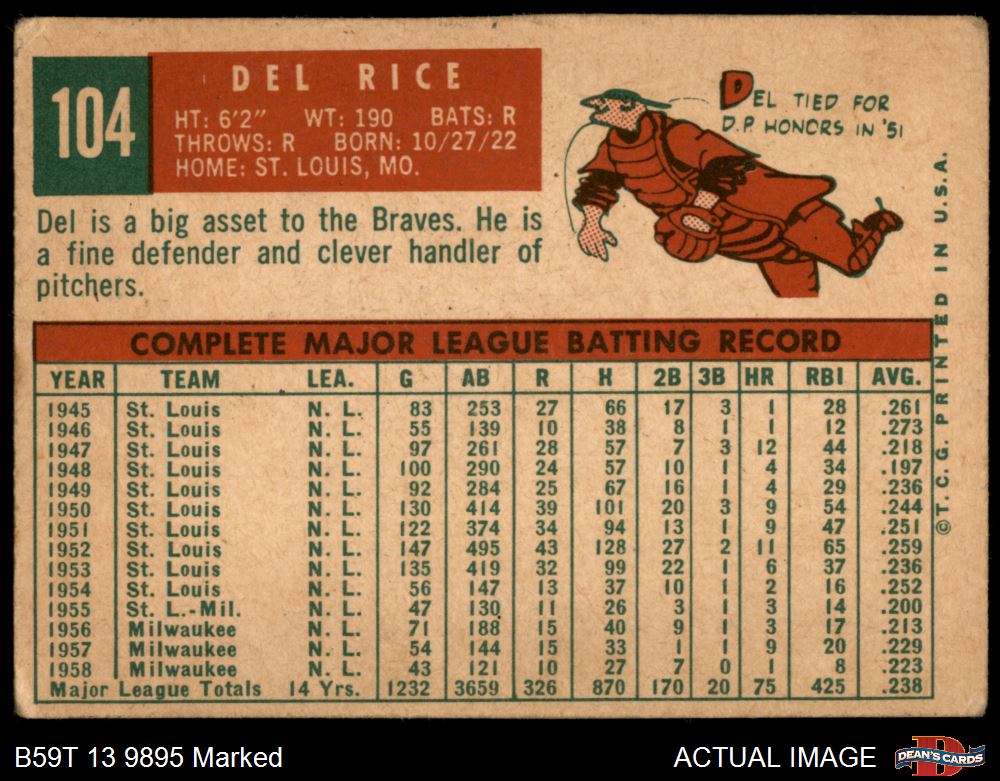 104
DEL RICE
HT: 6'2" WT: 190 BATS: R
THROWS: R BORN: 10/27/22
HOME: ST. LOUIS, MO.
DEL TIED FOR
D.P. HONORS IN '51
Del is a big asset to the Braves. He is
a fine defender and clever handler of
pitchers.
COMPLETE MAJOR LEAGUE BATTING RECORD
YEAR TEAM LEA. G AB R H 2B 3B HR RBI AVG.
1945 St. Louis N. L. 83 253 27 66 17 3 1 28 .261
1946 St. Louis N. L. 55 139 10 38 8 1 1 12 .273
1947 St. Louis N. L. 97 261 28 57 7 3 12 44 .218
1948 St. Louis N. L. 100 290 24 57 10 1 4 34 .197
1949 St. Louis N. L. 92 284 25 67 16 1 4 29 .236
1950 St. Louis N. L. 130 414 39 101 20 3 9 54 .244
1951 St. Louis N. L. 122 374 34 94 13 1 9 47 .251
1952 St. Louis N. L. 147 495 43 128 27 2 11 65 .259
1953 St. Louis N. L. 135 419 32 99 22 1 6 37 .236
1954 St. Louis N. L. 56 147 13 37 10 1 2 16 .252
1955 St. L.-Mil. N. L. 47 130 11 26 3 1 3 14 .200
1956 Milwaukee N. L. 71 188 15 40 9 1 3 17 .213
1957 Milwaukee N. L. 54 144 15 33 1 1 9 20 .229
1958 Milwaukee N. L. 43 121 10 27 7 0 1 8 .223
Major League Totals 14 Yrs. 1232 3659 326 870 170 20 75 425 .238
©T.C.G. PRINTED IN U.S.A.
B59T 13 9895 Marked
ACTUAL IMAGE
D
DEAN'S CARDS